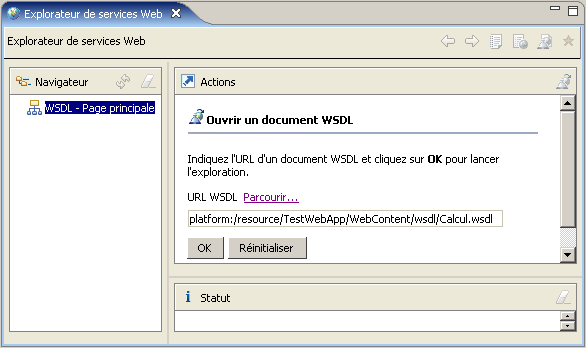 Explorateur de services Web
Explorateur de services Web
Navigateur
WSDL - Page principale
Actions
Ouvrir un document WSDL
Indiquez l'URL d'un document WSDL et cliquez sur OK pour lancer
l'exploration.
URL WSDL Parcourir...
platform:/resource/TestWebApp/WebContent/wsdl/Calcul.wsdl
OK Réinitialiser
Statut